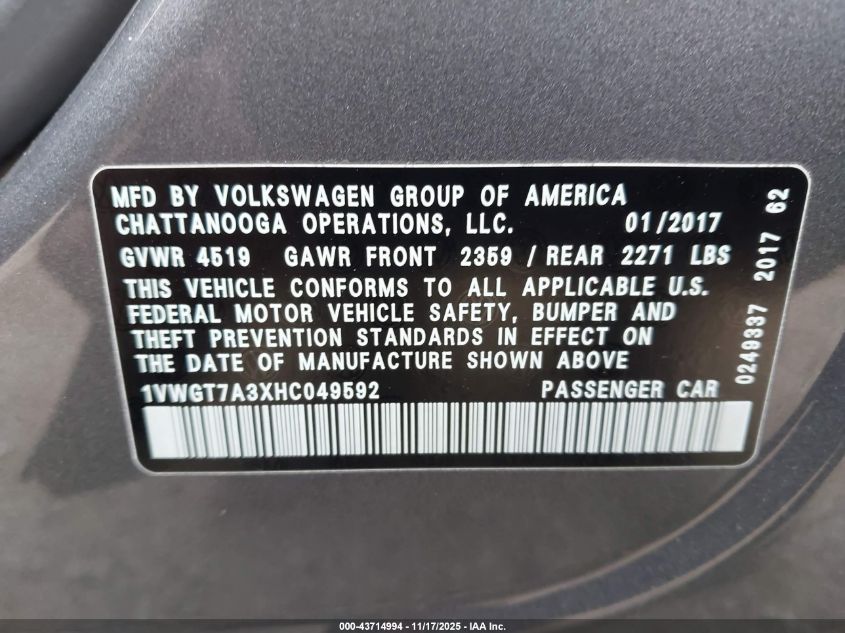 MFD BY VOLKSWAGEN GROUP OF AMERICA
CHATTANOOGA OPERATIONS, LLC. 01/2017
GVWR 4519 GAWR FRONT 2359 / REAR 2271 LBS
THIS VEHICLE CONFORMS TO ALL APPLICABLE U.S.
FEDERAL MOTOR VEHICLE SAFETY, BUMPER AND
THEFT PREVENTION STANDARDS IN EFFECT ON
THE DATE OF MANUFACTURE SHOWN ABOVE
1VWGT7A3XHC049592 PASSENGER CAR
0249337 2017 62
000-43714994 - 11/17/2025 - IAA Inc.